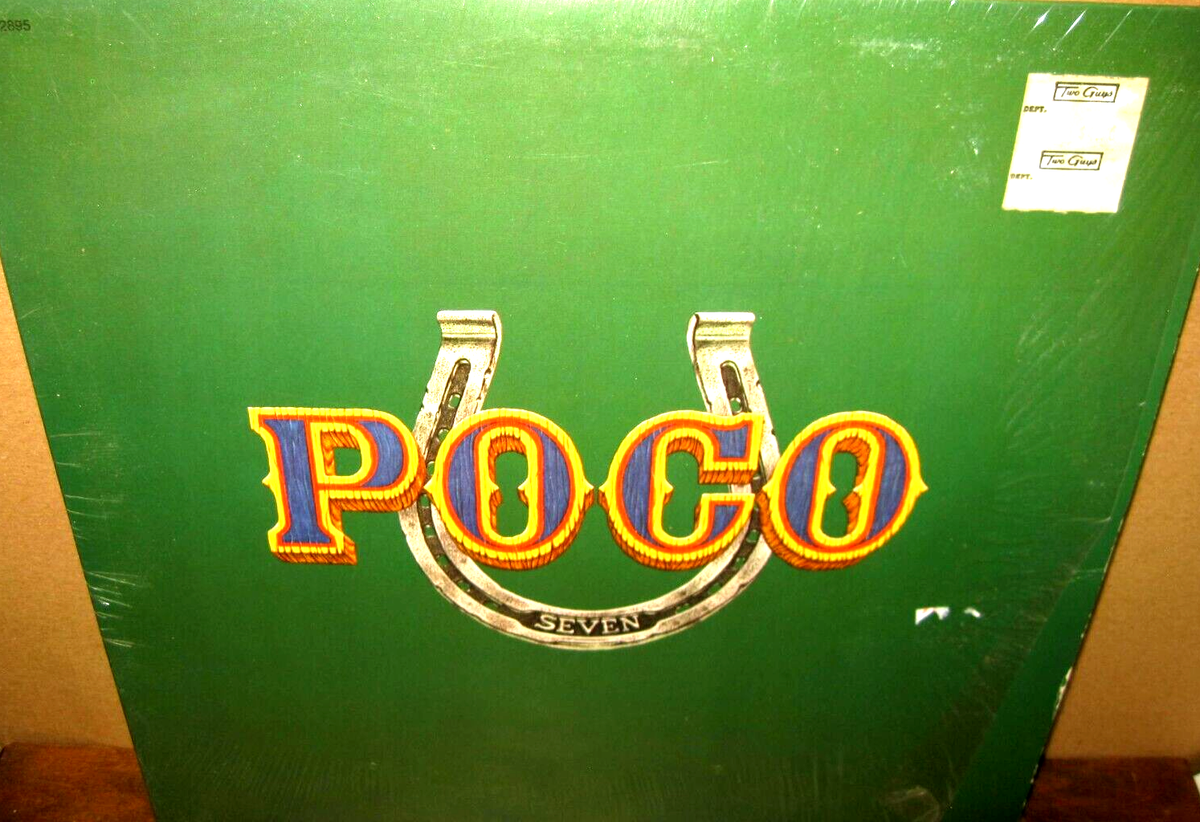 2895
Two Guys
DEPT.
Two Guys
DEPT.
POCO
SEVEN